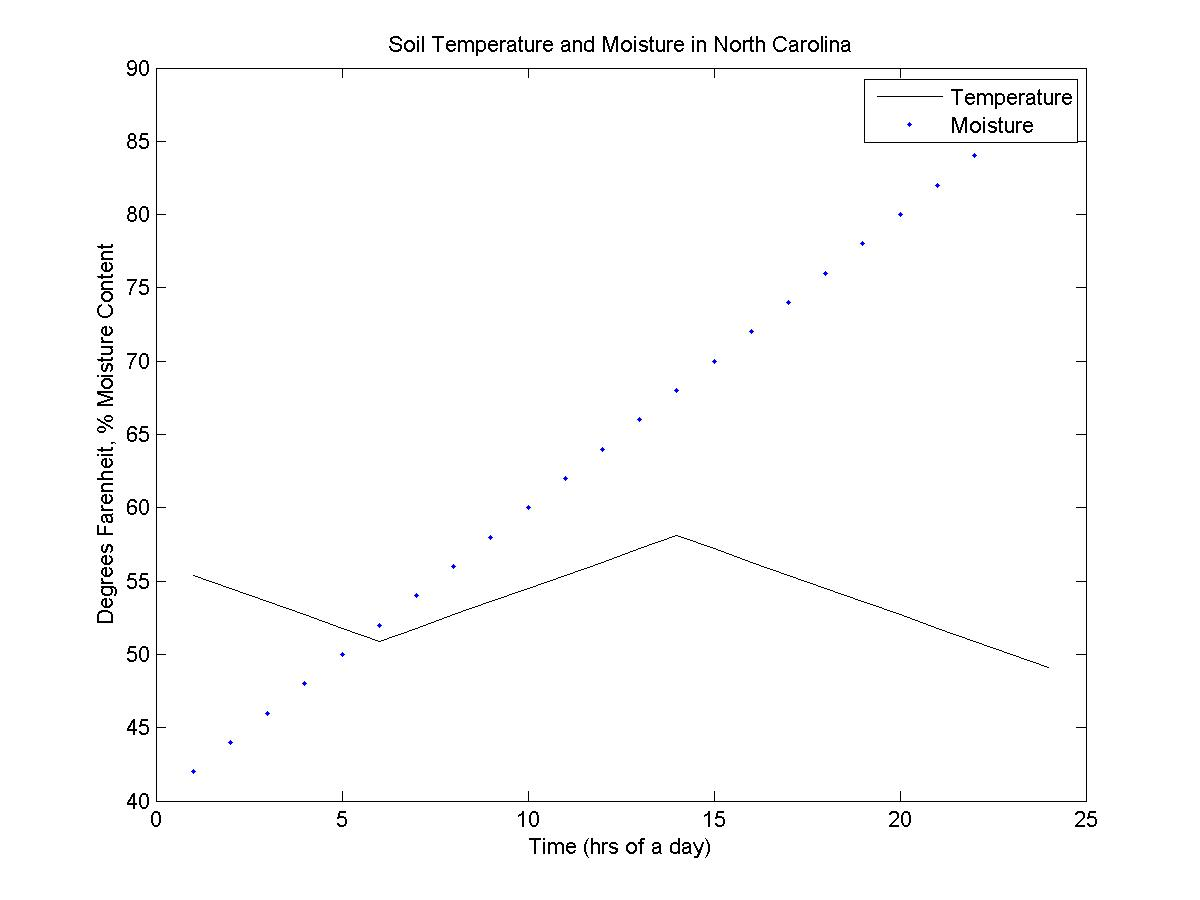 Soil Temperature and Moisture in North Carolina
Temperature
Moisture
90
85
80
75
70
65
60
55
50
45
40
Degrees Farenheit, % Moisture Content
0 5 10 15 20 25
Time (hrs of a day)